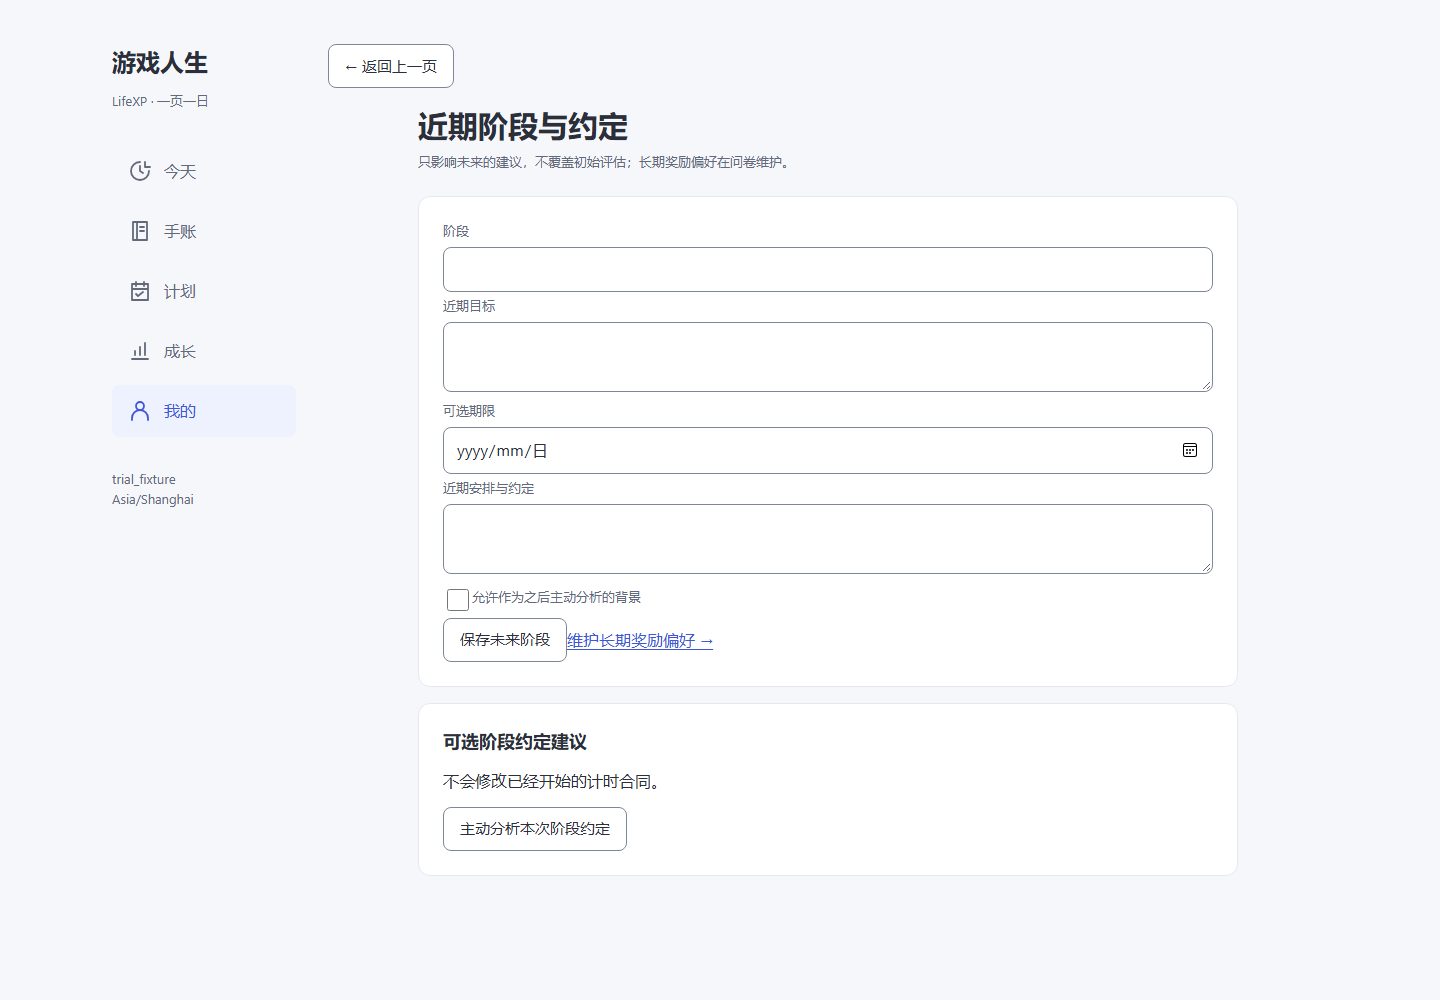 游戏人生
LifeXP · 一页一日
今天
手账
计划
成长
我的
trial_fixture
Asia/Shanghai
← 返回上一页
近期阶段与约定
只影响未来的建议，不覆盖初始评估；长期奖励偏好在问卷维护。
阶段
近期目标
可选期限
yyyy/mm/日
近期安排与约定
允许作为之后主动分析的背景
保存未来阶段
维护长期奖励偏好 →
可选阶段约定建议
不会修改已经开始的计时合同。
主动分析本次阶段约定